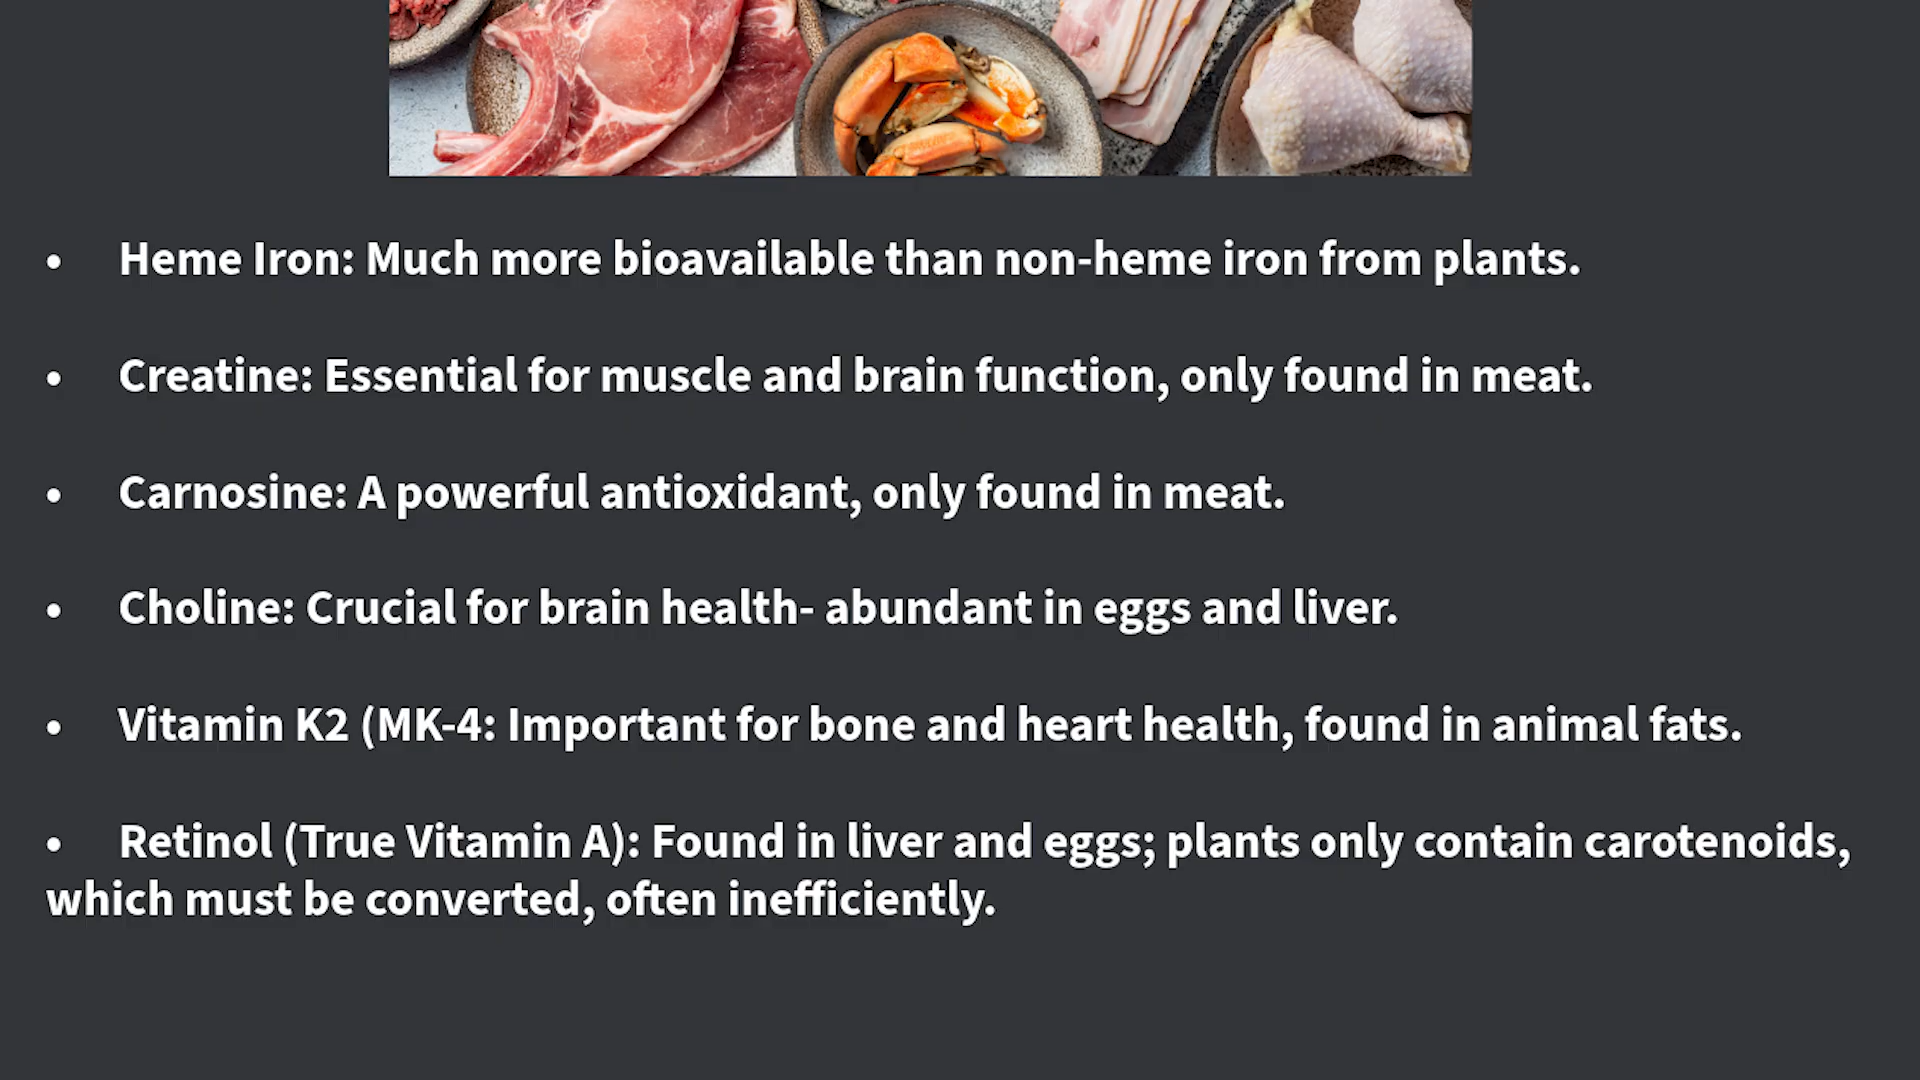 • Heme Iron: Much more bioavailable than non-heme iron from plants.
• Creatine: Essential for muscle and brain function, only found in meat.
• Carnosine: A powerful antioxidant, only found in meat.
• Choline: Crucial for brain health- abundant in eggs and liver.
• Vitamin K2 (MK-4: Important for bone and heart health, found in animal fats.
• Retinol (True Vitamin A): Found in liver and eggs; plants only contain carotenoids,
which must be converted, often inefficiently.